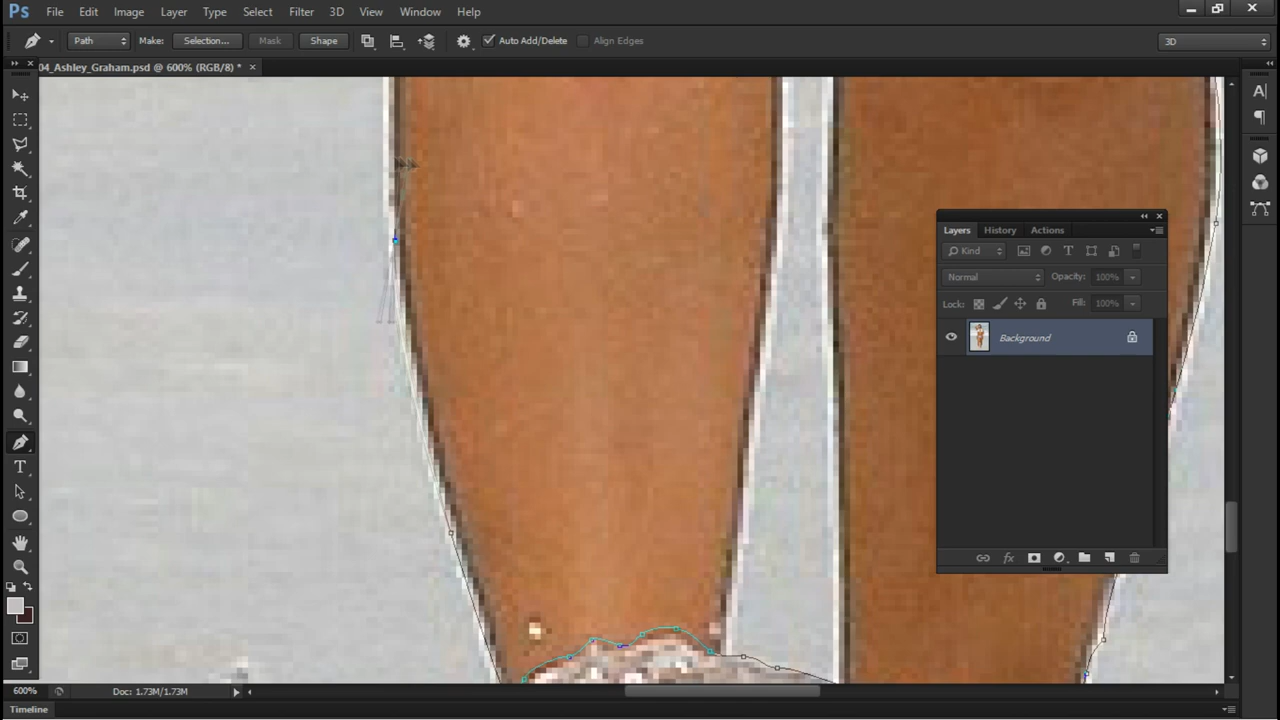 Ps File Edit Image Layer Type Select Filter 3D View Window Help
Path Make: Selection... Mask Shape Auto Add/Delete Align Edges 3D
04_Ashley_Graham.psd @ 600% (RGB/8) *
Layers History Actions
Kind
Normal Opacity: 100%
Lock: Fill: 100%
Background
600% Doc: 1.73M/1.73M
Timeline